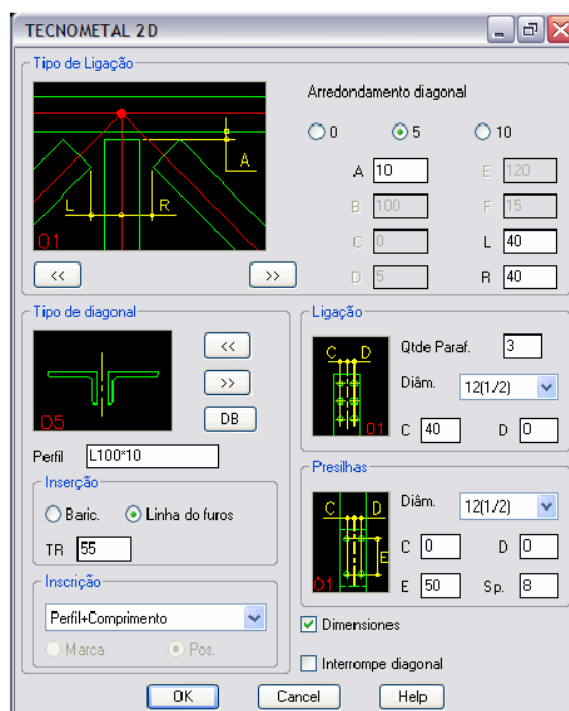 TECNOMETAL 2D
Tipo de Ligação
A
L
R
01
<<
>>
Arredondamento diagonal
0
5
10
A 10
E 120
B 100
F 15
C 0
L 40
D 5
R 40
Tipo de diagonal
D5
<<
>>
DB
Perfil L100*10
Inserção
Baric.
Linha do furos
TR 55
Inscrição
Perfil+Comprimento
Marca
Pos.
Ligação
C D
01
Qtde Paraf. 3
Diâm. 12(1/2)
C 40
D 0
Presilhas
C D
E
01
Diâm. 12(1/2)
C 0
D 0
E 50
Sp. 8
Dimensiones
Interrompe diagonal
OK
Cancel
Help